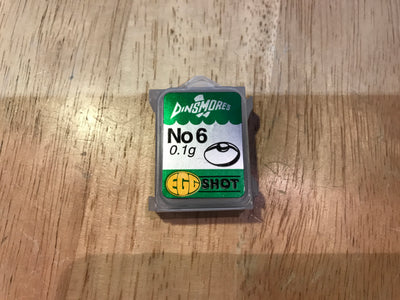 DINSMORES
No 6
0.1g
EGG SHOT